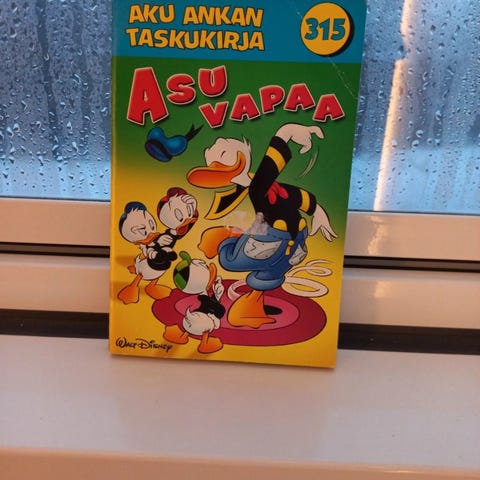 AKU ANKAN
TASKUKIRJA
315
ASU
VAPAA
WALT DISNEY